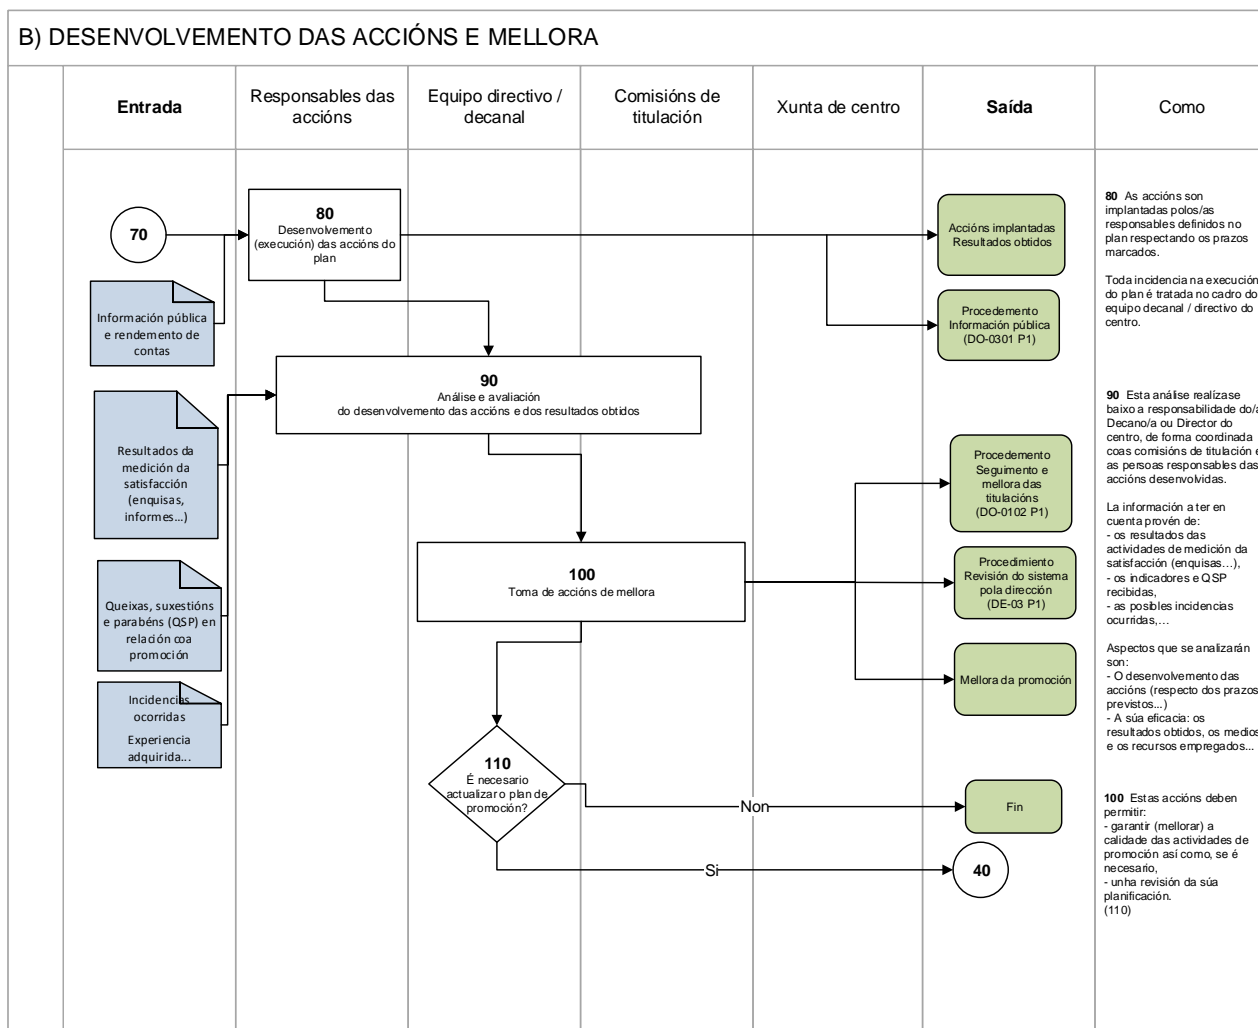 B) DESENVOLVEMENTO DAS ACCIÓNS E MELLORA
Entrada
Responsables das
accións
Equipo directivo /
decanal
Comisións de
titulación
Xunta de centro
Saída
Como
70
80
Desenvolvemento
(execución) das accións do
plan
Accións implantadas
Resultados obtidos
Información pública
e rendemento de
contas
Procedemento
Información pública
(DO-0301 P1)
80 As accións son
implantadas polos/as
responsables definidos no
plan respectando os prazos
marcados.
Toda incidencia na execución
do plan é tratada no cadro do
equipo decanal / directivo do
centro.
90
Análise e avaliación
do desenvolvemento das accións e dos resultados obtidos
Resultados da
medición da
satisfacción
(enquisas,
informes...)
Procedemento
Seguimento e
mellora das
titulacións
(DO-0102 P1)
90 Esta análise realízase
baixo a responsabilidade do/a
Decano/a ou Director do
centro, de forma coordinada
coas comisións de titulación e
as persoas responsables das
accións desenvolvidas.
La información a ter en
cuenta provén de:
- os resultados das
actividades de medición da
satisfacción (enquisas...),
- os indicadores e QSP
recibidas,
- as posibles incidencias
ocurridas,...
Aspectos que se analizarán
son:
- O desenvolvemento das
accións (respecto dos prazos
previstos...)
- A súa eficacia: os
resultados obtidos, os medios
e os recursos empregados...
100
Toma de accións de mellora
Procedimiento
Revisión do sistema
pola dirección
(DE-03 P1)
Queixas, suxestións
e parabéns (QSP) en
relación coa
promoción
Mellora da promoción
Incidencias
ocorridas
Experiencia
adquirida...
110
É necesario
actualizar o plan de
promoción?
Non
Fin
Si
40
100 Estas accións deben
permitir:
- garantir (mellorar) a
calidade das actividades de
promoción así como, se é
necesario,
- unha revisión da súa
planificación.
(110)